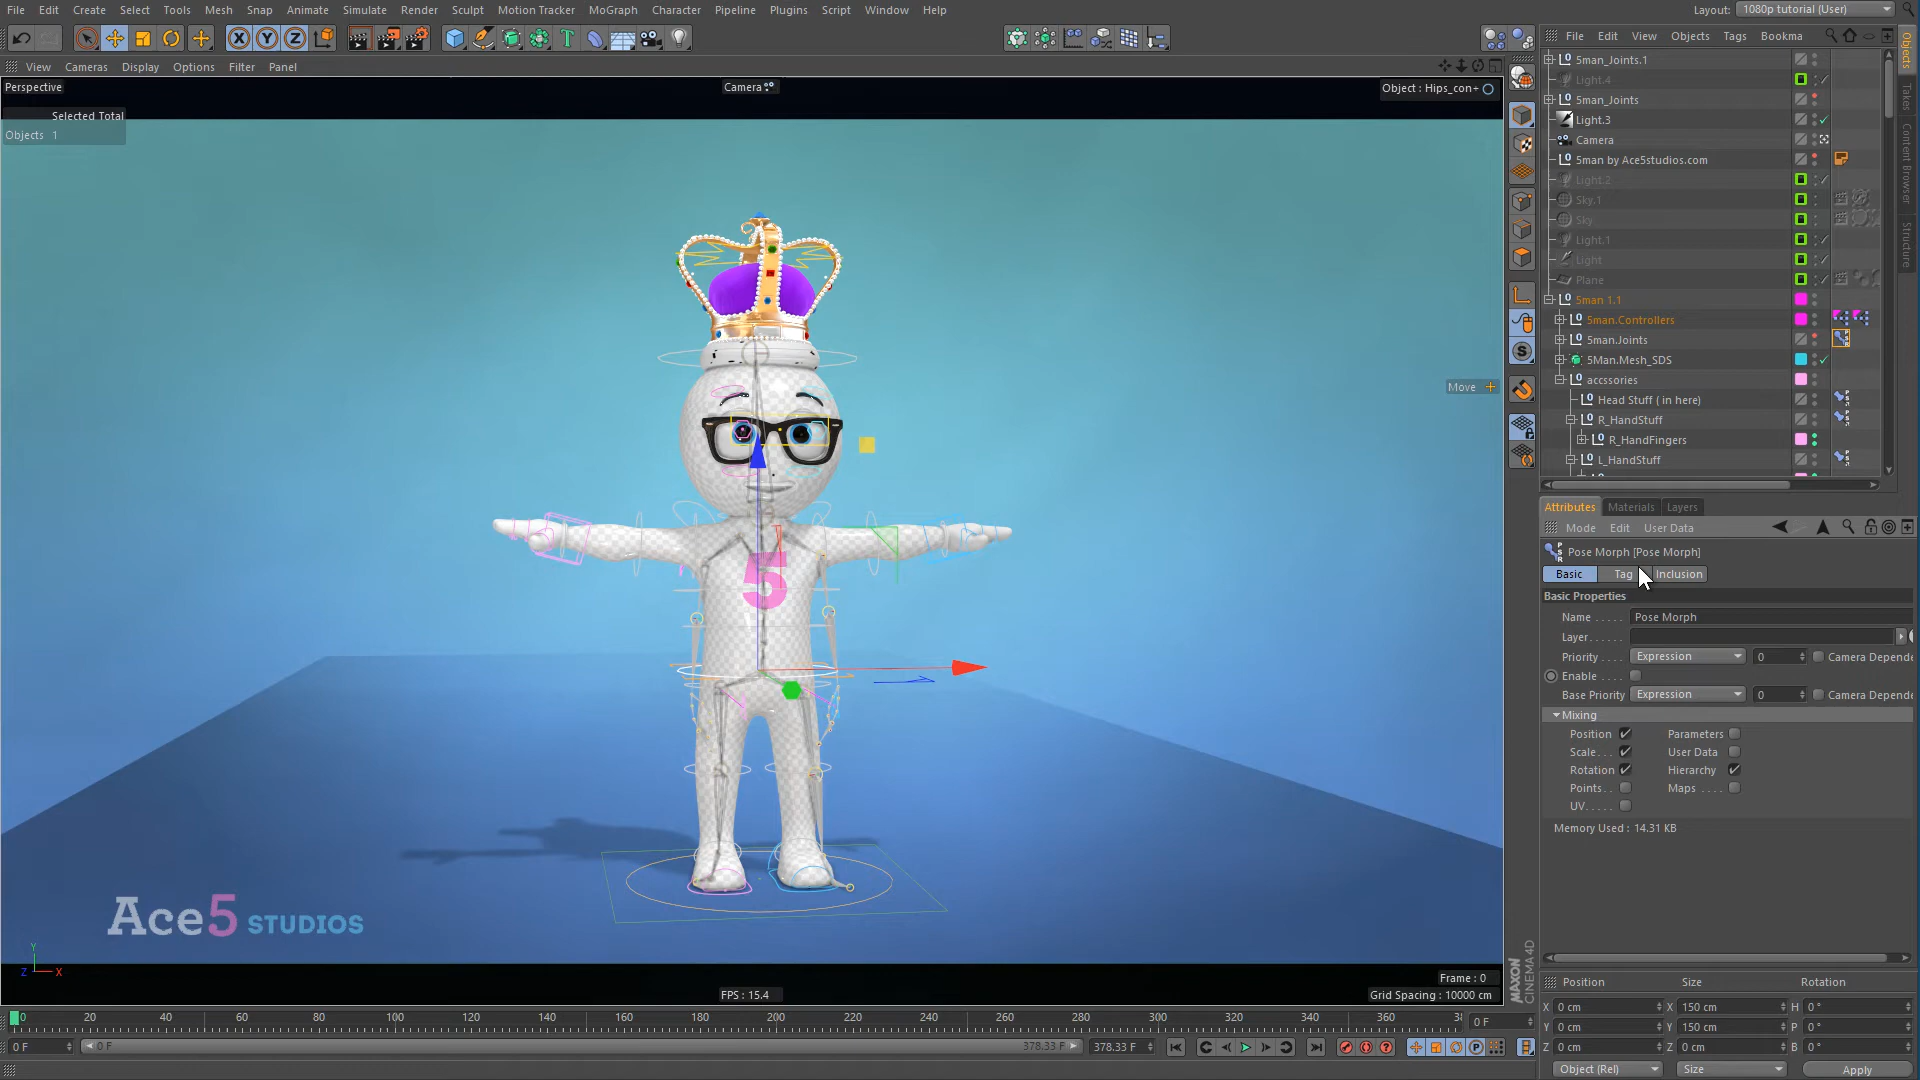 File Edit Create Select Tools Mesh Snap Animate Simulate Render Sculpt Motion Tracker MoGraph Character Pipeline Plugins Script Window Help Layout: 1080p tutorial (User)
X Y Z T
File Edit View Objects Tags Bookma
View Cameras Display Options Filter Panel
Perspective
Camera
Object : Hips_con+
Selected Total
Objects 1
Move
5
Ace5 STUDIOS
Y
Z X
Frame : 0
FPS : 15.4
Grid Spacing : 10000 cm
5man_Joints.1
Light.4
5man_Joints
Light.3
Camera
5man by Ace5studios.com
Light.2
Sky.1
Sky
Light.1
Light
Plane
5man 1.1
5man.Controllers
5man.Joints
5Man.Mesh_SDS
accssories
Head Stuff ( in here)
R_HandStuff
R_HandFingers
L_HandStuff
Objects
Takes
Content Browser
Structure
Attributes Materials Layers
Mode Edit User Data
Pose Morph [Pose Morph]
Basic Tag Inclusion
Basic Properties
Name . . . . . Pose Morph
Layer. . . . . .
Priority . . . . Expression 0 Camera Depende
Enable . . . .
Base Priority Expression 0 Camera Depende
Mixing
Position Parameters
Scale. . . User Data
Rotation Hierarchy
Points. . Maps . . . .
UV. . . . .
Memory Used : 14.31 KB
MAXON
CINEMA 4D
Position Size Rotation
X 0 cm X 150 cm H 0 °
Y 0 cm Y 150 cm P 0 °
Z 0 cm Z 0 cm B 0 °
Object (Rel) Size Apply
0 20 40 60 80 100 120 140 160 180 200 220 240 260 280 300 320 340 360 0 F
0 F 0 F 378.33 F 378.33 F